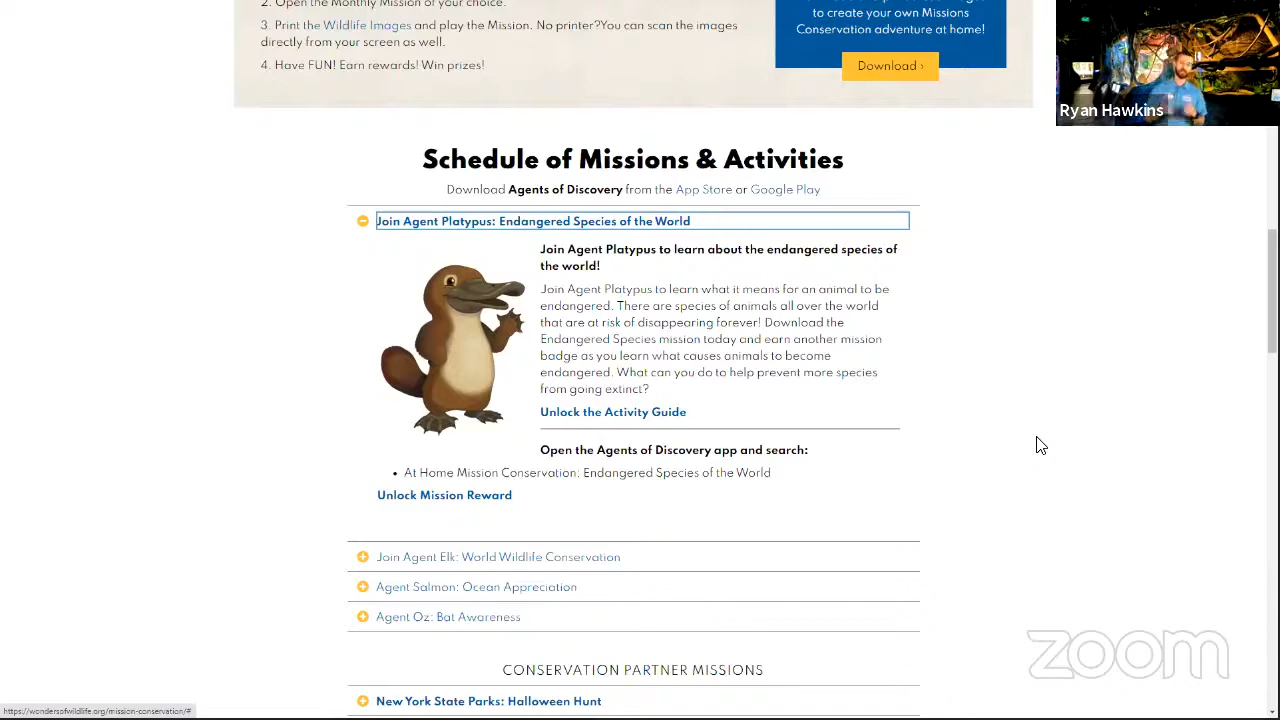 2. Open the Monthly Mission of your choice.
3. Print the Wildlife Images and play the Mission. No printer?You can scan the images
directly from your screen as well.
4. Have FUN! Earn rewards! Win prizes!
to create your own Missions
Conservation adventure at home!
Download ›
Ryan Hawkins
Schedule of Missions & Activities
Download Agents of Discovery from the App Store or Google Play
Join Agent Platypus: Endangered Species of the World
Join Agent Platypus to learn about the endangered species of
the world!
Join Agent Platypus to learn what it means for an animal to be
endangered. There are species of animals all over the world
that are at risk of disappearing forever! Download the
Endangered Species mission today and earn another mission
badge as you learn what causes animals to become
endangered. What can you do to help prevent more species
from going extinct?
Unlock the Activity Guide
Open the Agents of Discovery app and search:
• At Home Mission Conservation: Endangered Species of the World
Unlock Mission Reward
Join Agent Elk: World Wildlife Conservation
Agent Salmon: Ocean Appreciation
Agent Oz: Bat Awareness
zoom
CONSERVATION PARTNER MISSIONS
New York State Parks: Halloween Hunt
https://wondersofwildlife.org/mission-conservation/#